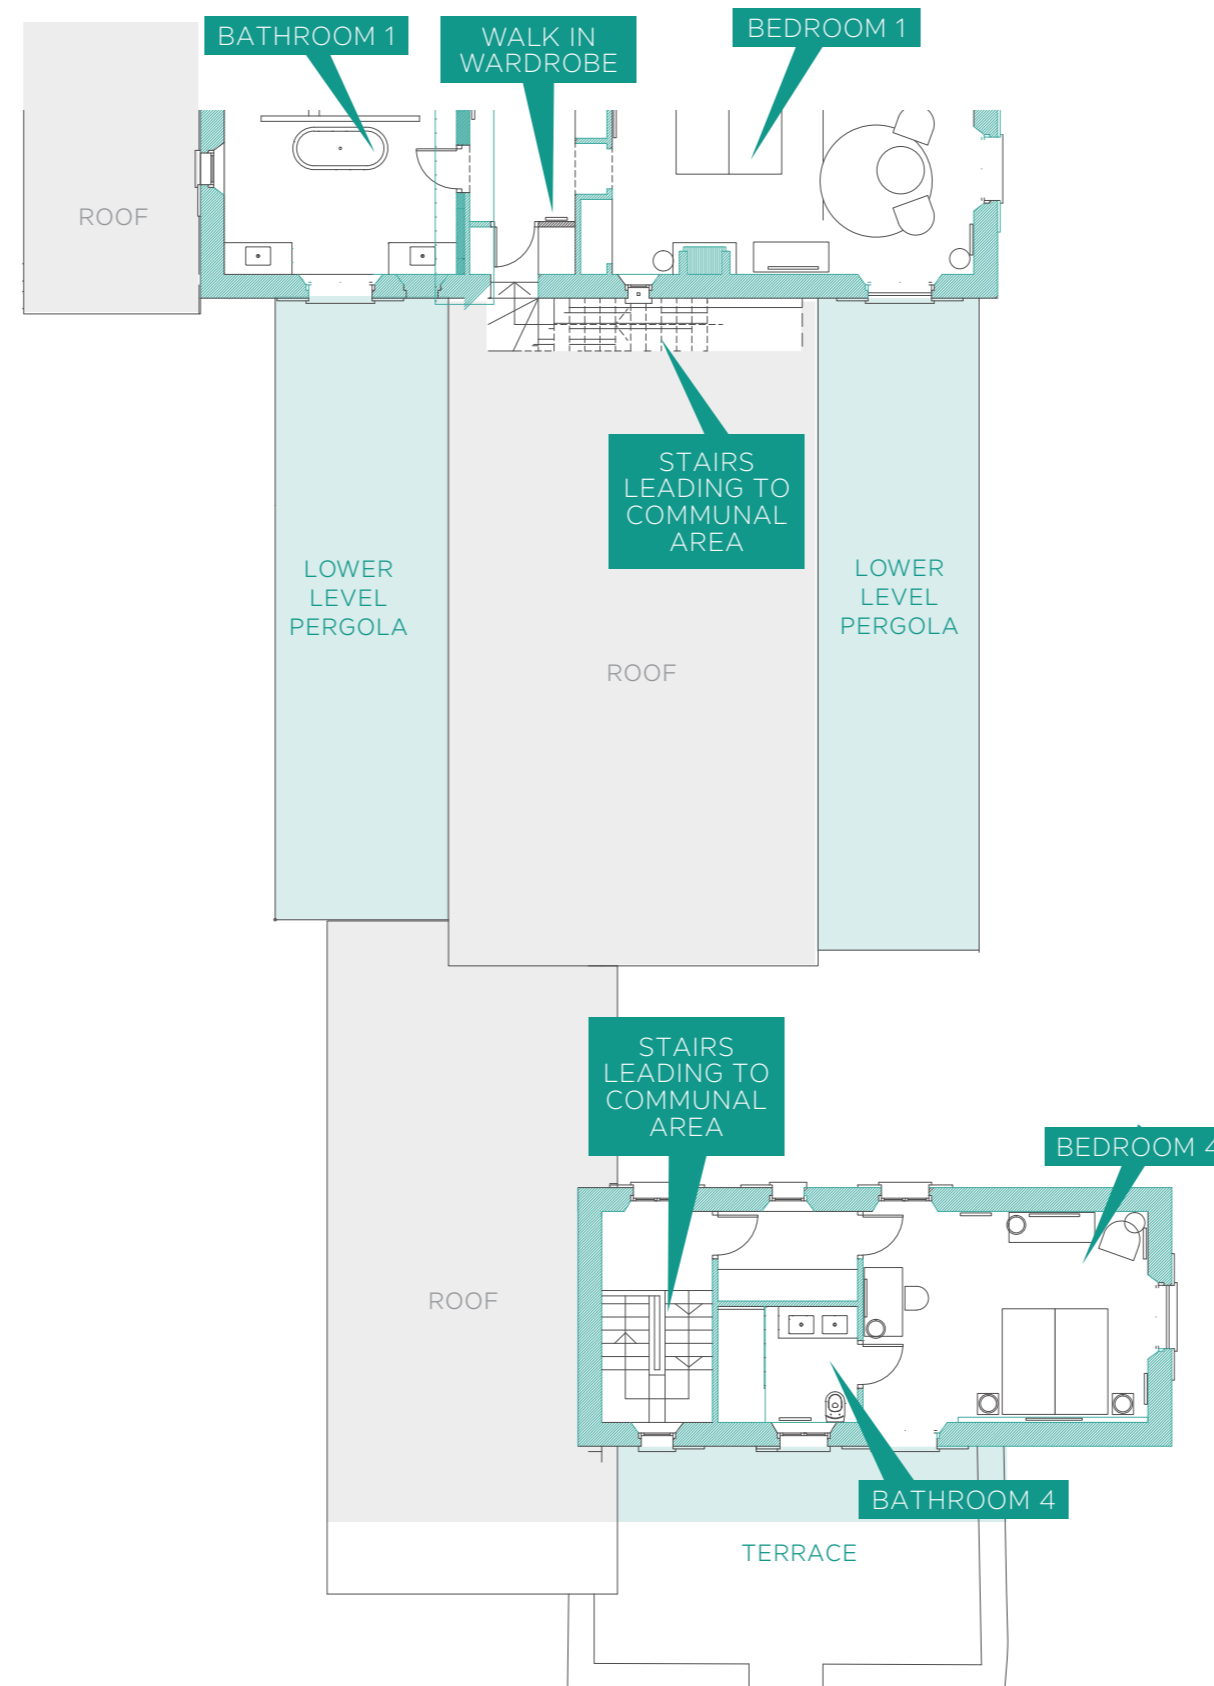 BATHROOM 1
WALK IN
WARDROBE
BEDROOM 1
ROOF
STAIRS
LEADING TO
COMMUNAL
AREA
LOWER
LEVEL
PERGOLA
LOWER
LEVEL
PERGOLA
ROOF
STAIRS
LEADING TO
COMMUNAL
AREA
BEDROOM 4
ROOF
BATHROOM 4
TERRACE